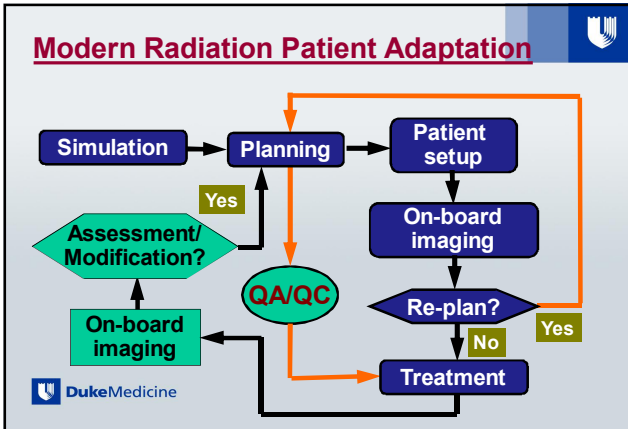 Modern Radiation Patient Adaptation
Simulation
Planning
Patient
setup
Yes
On-board
imaging
Assessment/
Modification?
QA/QC
Re-plan?
Yes
On-board
imaging
No
Treatment
DukeMedicine